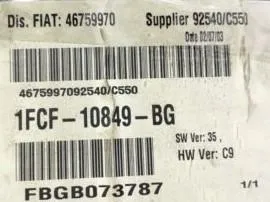 Dis. FIAT: 46759970 Supplier 92540/C550
Date 02/07/03
4675997092540/C550
1FCF-10849-BG
SW Ver: 35 ,
HW Ver: C9
FBGB073787 1/1